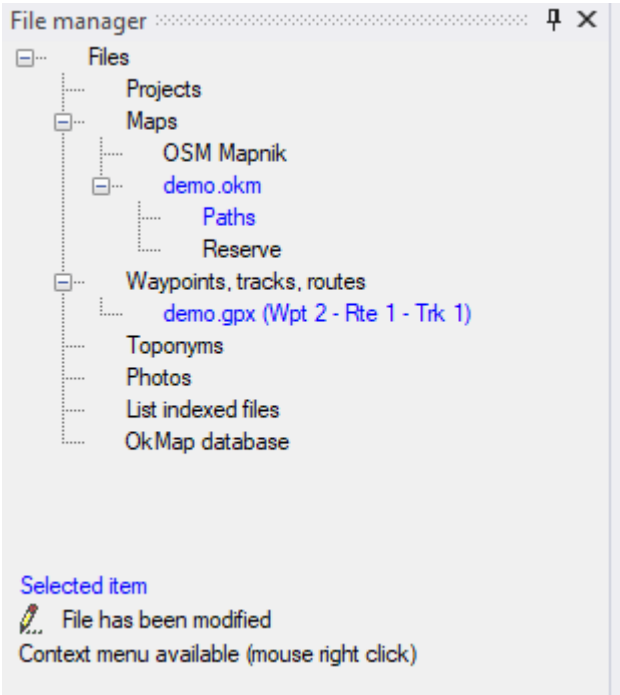 File manager
Files
Projects
Maps
OSM Mapnik
demo.okm
Paths
Reserve
Waypoints, tracks, routes
demo.gpx (Wpt 2 - Rte 1 - Trk 1)
Toponyms
Photos
List indexed files
OkMap database
Selected item
File has been modified
Context menu available (mouse right click)